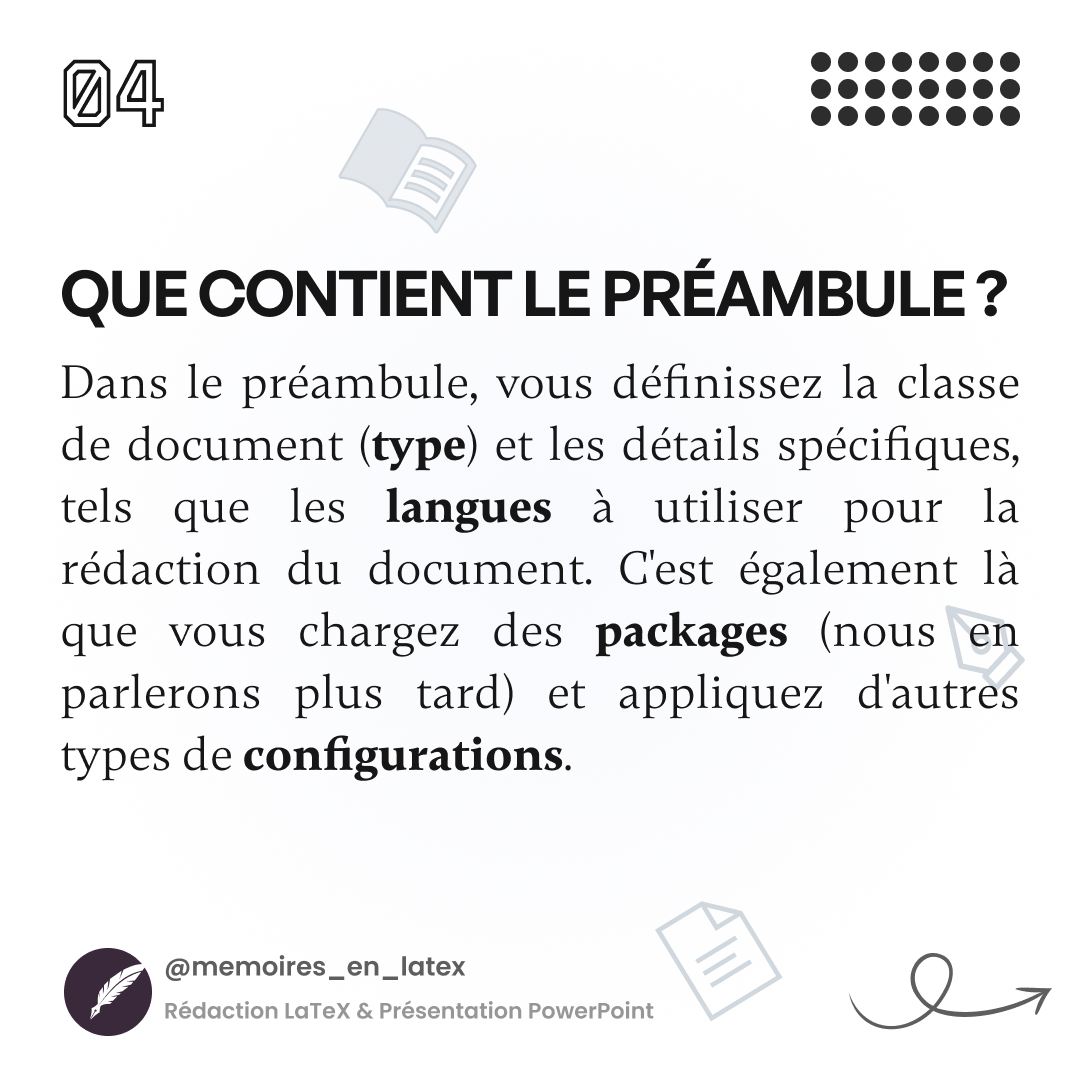 04
QUE CONTIENT LE PRÉAMBULE ?
Dans le préambule, vous définissez la classe
de document (type) et les détails spécifiques,
tels que les langues à utiliser pour la
rédaction du document. C'est également là
que vous chargez des packages (nous en
parlerons plus tard) et appliquez d'autres
types de configurations.
@memoires_en_latex
Rédaction LaTeX & Présentation PowerPoint